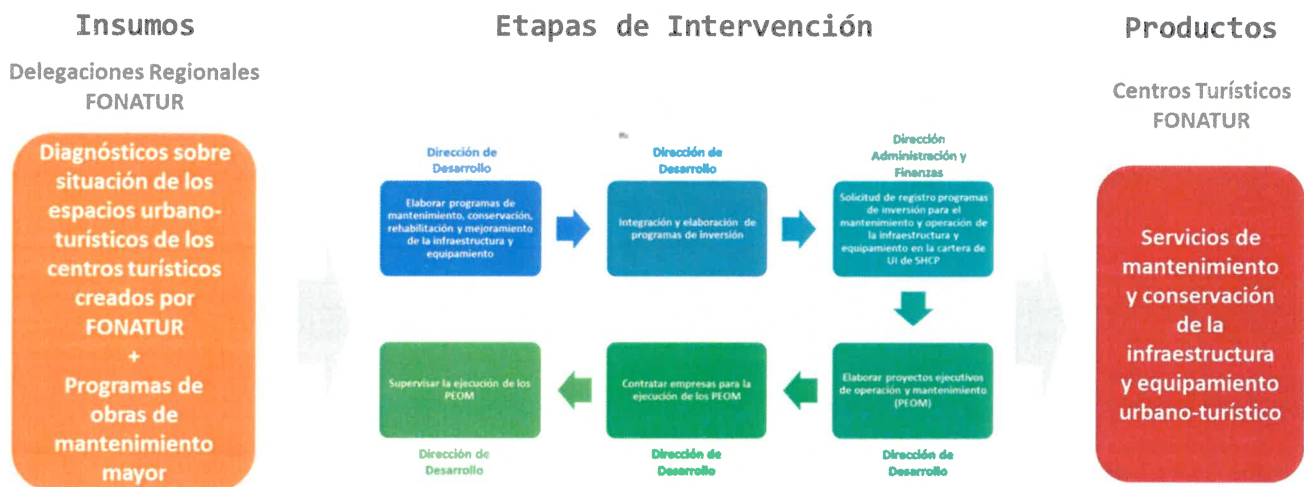 Insumos
Delegaciones Regionales
FONATUR
Diagnósticos sobre
situación de los
espacios urbano-
turísticos de los
centros turísticos
creados por
FONATUR
+
Programas de
obras de
mantenimiento
mayor
Etapas de Intervención
Dirección de
Desarrollo
Elaborar programas de
mantenimiento, conservación,
rehabilitación y mejoramiento
de la infraestructura y
equipamiento
Dirección de
Desarrollo
Integración y elaboración de
programas de inversión
Dirección
Administración y
Finanzas
Solicitud de registro programas
de inversión para el
mantenimiento y operación de
la infraestructura y
equipamiento en la cartera de
UI de SHCP
Elaborar proyectos ejecutivos
de operación y mantenimiento
(PEOM)
Dirección de
Desarrollo
Contratar empresas para la
ejecución de los PEOM
Dirección de
Desarrollo
Supervisar la ejecución de los
PEOM
Dirección de
Desarrollo
Productos
Centros Turísticos
FONATUR
Servicios de
mantenimiento
y conservación
de la
infraestructura
y equipamiento
urbano-turístico